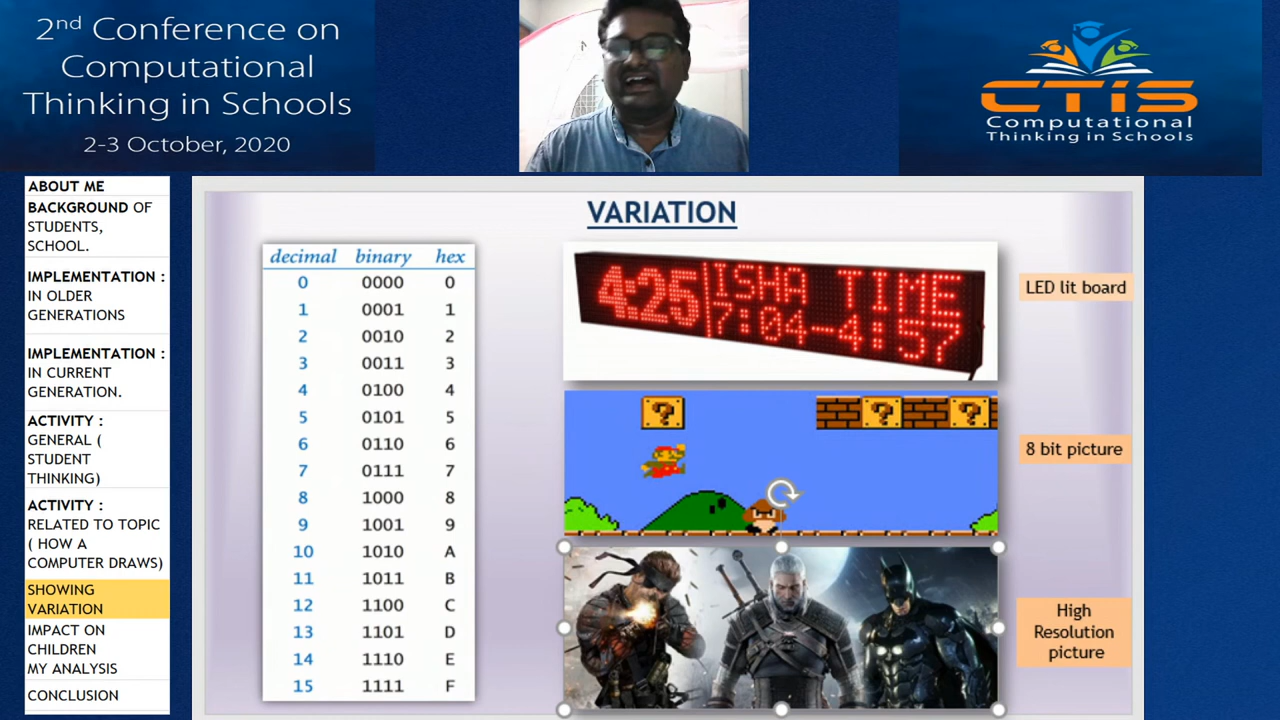 2nd Conference on
Computational
Thinking in Schools
2-3 October, 2020
CTiS
Computational
Thinking in Schools
ABOUT ME
BACKGROUND OF
STUDENTS,
SCHOOL.
IMPLEMENTATION :
IN OLDER
GENERATIONS
IMPLEMENTATION :
IN CURRENT
GENERATION.
ACTIVITY :
GENERAL (
STUDENT
THINKING)
ACTIVITY :
RELATED TO TOPIC
( HOW A
COMPUTER DRAWS)
SHOWING
VARIATION
IMPACT ON
CHILDREN
MY ANALYSIS
CONCLUSION
VARIATION
decimal binary hex
0 0000 0
1 0001 1
2 0010 2
3 0011 3
4 0100 4
5 0101 5
6 0110 6
7 0111 7
8 1000 8
9 1001 9
10 1010 A
11 1011 B
12 1100 C
13 1101 D
14 1110 E
15 1111 F
4:25 ISHA TIME
7:04-4:57
LED lit board
? ? ?
8 bit picture
High
Resolution
picture